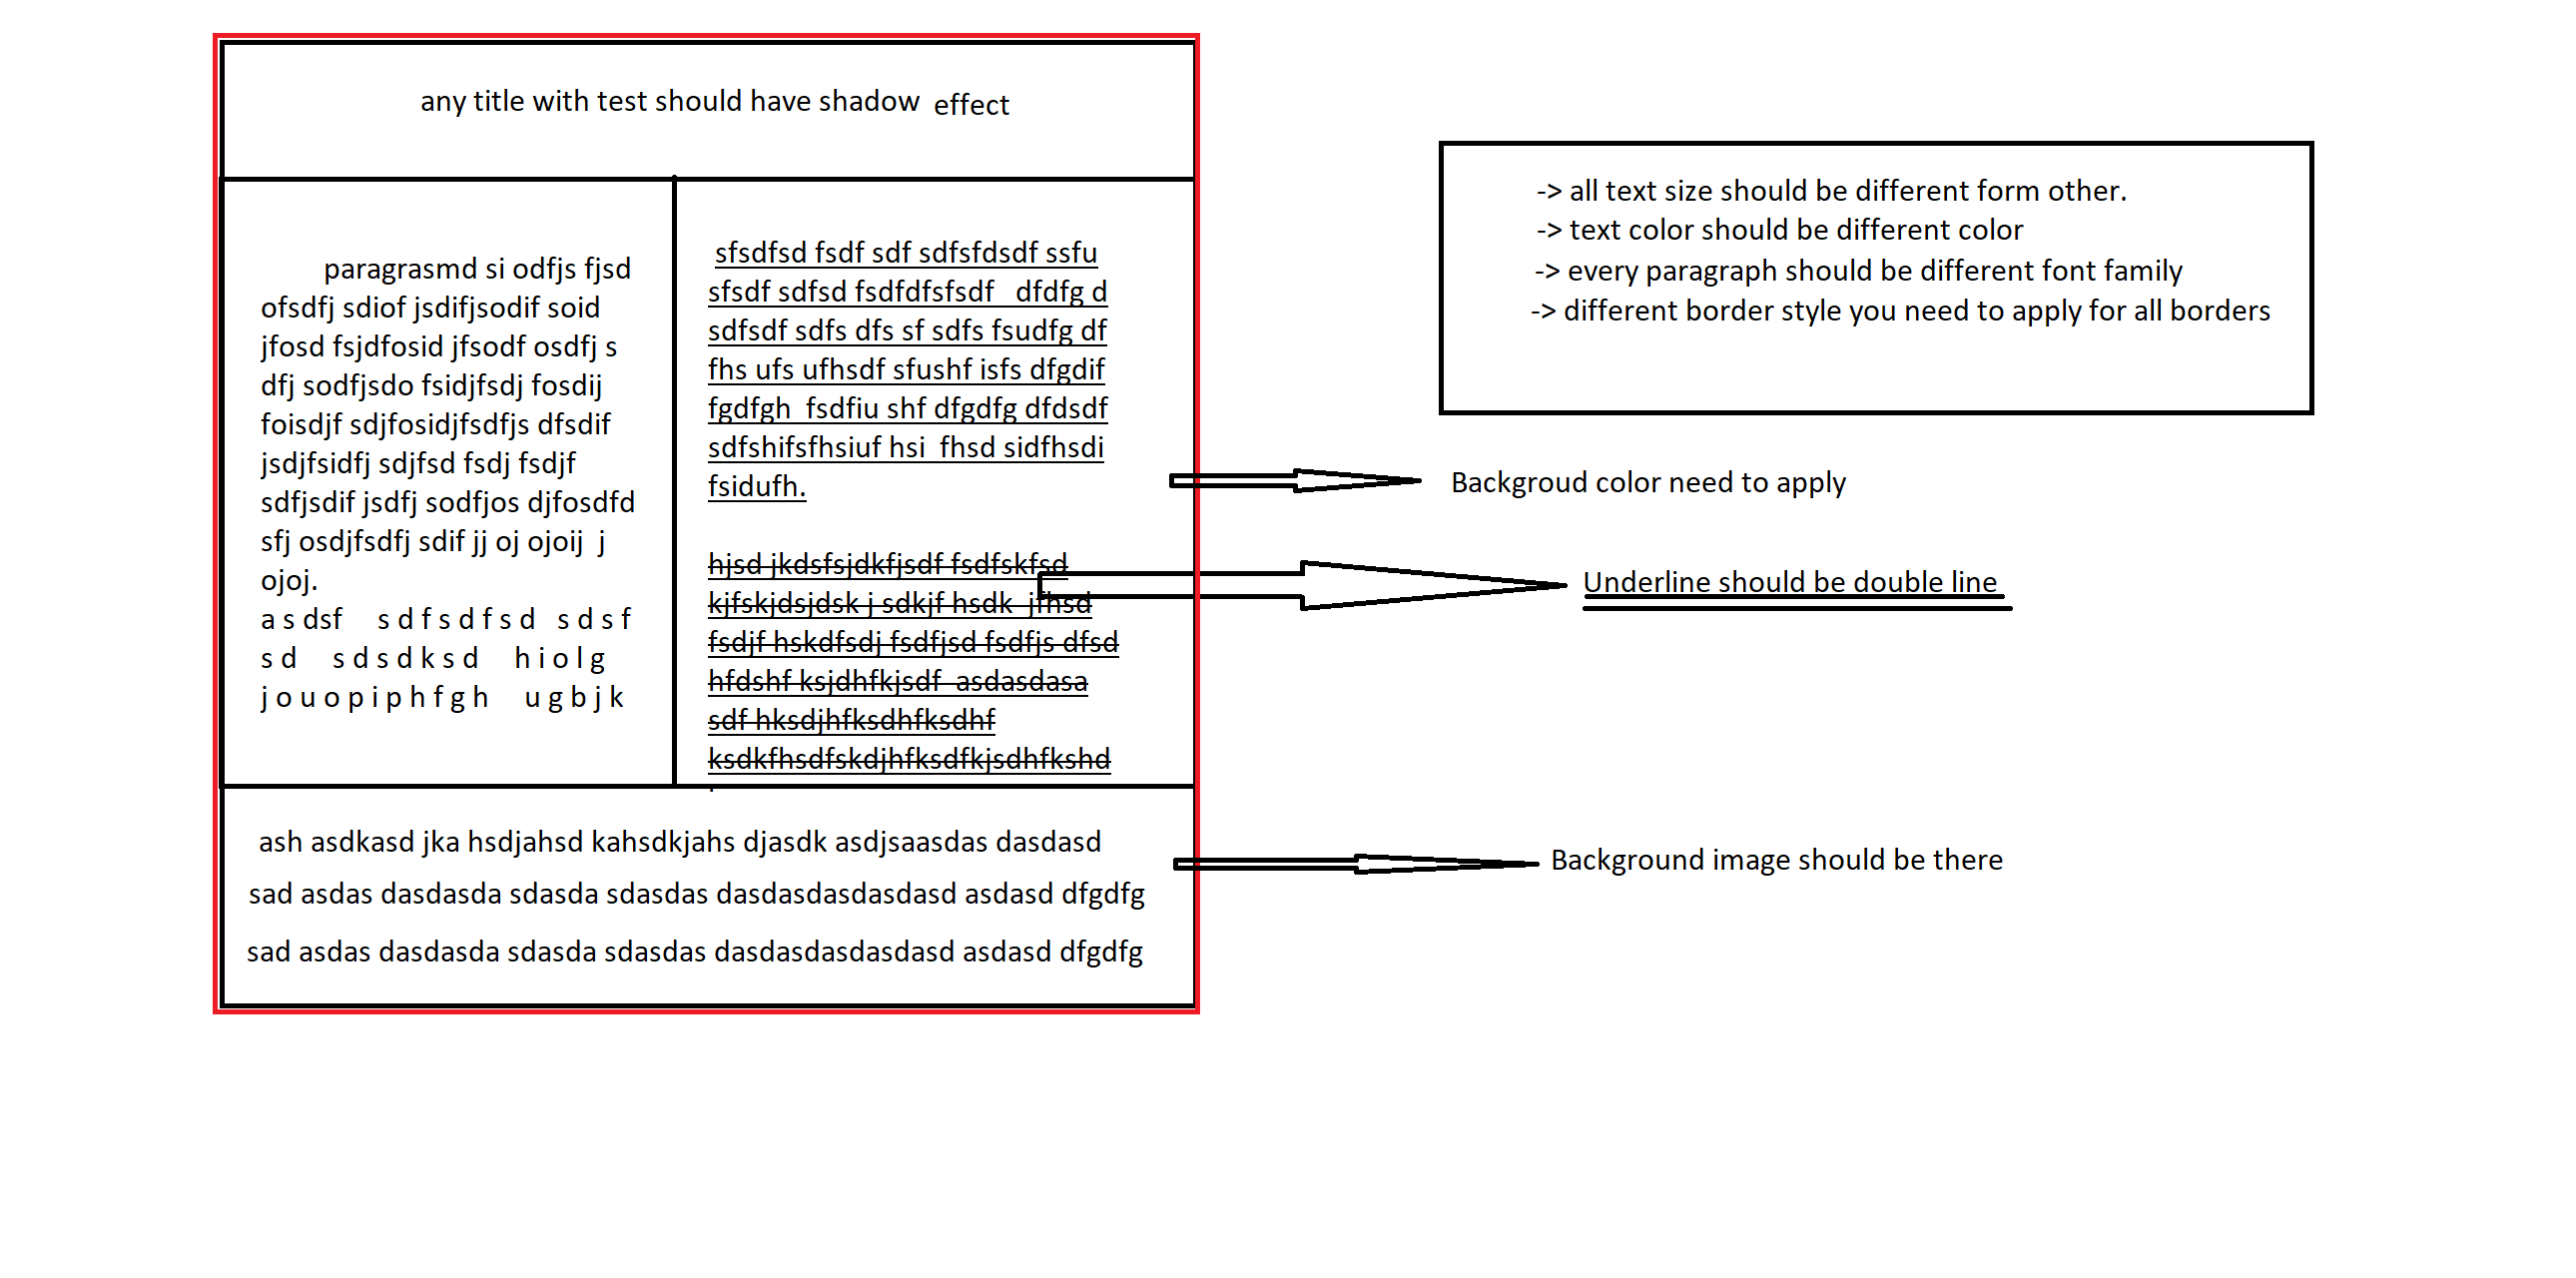 any title with test should have shadow effect
paragrasmd si odfjs fjsd
ofsdfj sdiof jsdifjsodif soid
jfosd fsjdfosid jfsodf osdfj s
dfj sodfjsdo fsidjfsdj fosdij
foisdjf sdjfosidjfsdfjs dfsdif
jsdjfsidfj sdjfsd fsdj fsdjf
sdfjsdif jsdfj sodfjos djfosdfd
sfj osdjfsdfj sdif jj oj ojoij  j
ojoj.
a s dsf   s d f s d f s d  s d s f
s d   s d s d k s d   h i o l g
j o u o p i p h f g h   u g b j k
sfsdfsd fsdf sdf sdfsfdsdf ssfu
sfsdf sdfsd fsdfdfsfsdf   dfdfg d
sdfsdf sdfs dfs sf sdfs fsudfg df
fhs ufs ufhsdf sfushf isfs dfgdif
fgdfgh  fsdfiu shf dfgdfg dfdsdf
sdfshifsfhsiuf hsi  fhsd sidfhsdi
fsidufh.
hjsd jkdsfsjdkfjsdf fsdfskfsd
kjfskjdsjdsk j sdkjf hsdk  jfhsd
fsdjf hskdfsdj fsdfjsd fsdfjs dfsd
hfdshf ksjdhfkjsdf  asdasdasa
sdf hksdjhfksdhfksdhf
ksdkfhsdfskdjhfksdfkjsdhfkshd
ash asdkasd jka hsdjahsd kahsdkjahs djasdk asdjsaasdas dasdasd
sad asdas dasdasda sdasda sdasdas dasdasdasdasdasd asdasd dfgdfg
sad asdas dasdasda sdasda sdasdas dasdasdasdasdasd asdasd dfgdfg
-> all text size should be different form other.
-> text color should be different color
-> every paragraph should be different font family
-> different border style you need to apply for all borders
Backgroud color need to apply
Underline should be double line
Background image should be there